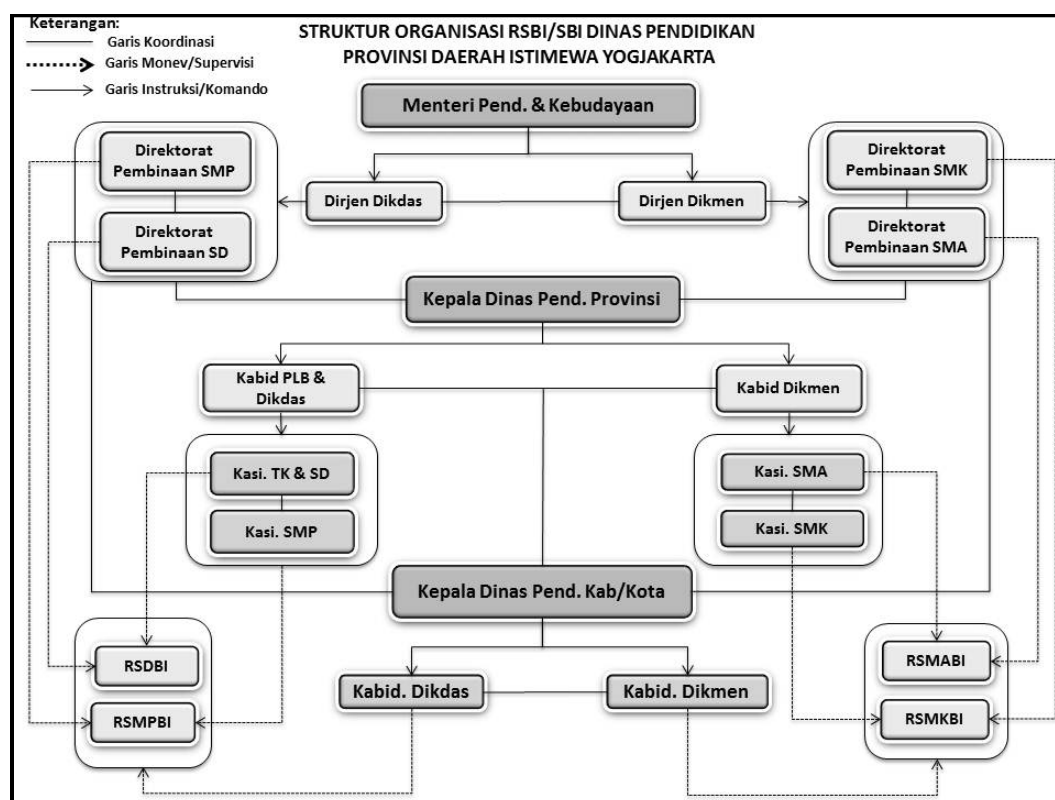 Keterangan:
Garis Koordinasi
Garis Monev/Supervisi
Garis Instruksi/Komando
STRUKTUR ORGANISASI RSBI/SBI DINAS PENDIDIKAN
PROVINSI DAERAH ISTIMEWA YOGJAKARTA
Menteri Pend. & Kebudayaan
Direktorat
Pembinaan SMP
Direktorat
Pembinaan SD
Dirjen Dikdas
Dirjen Dikmen
Direktorat
Pembinaan SMK
Direktorat
Pembinaan SMA
Kepala Dinas Pend. Provinsi
Kabid PLB &
Dikdas
Kabid Dikmen
Kasi. TK & SD
Kasi. SMP
Kasi. SMA
Kasi. SMK
Kepala Dinas Pend. Kab/Kota
RSDBI
RSMPBI
Kabid. Dikdas
Kabid. Dikmen
RSMABI
RSMKBI